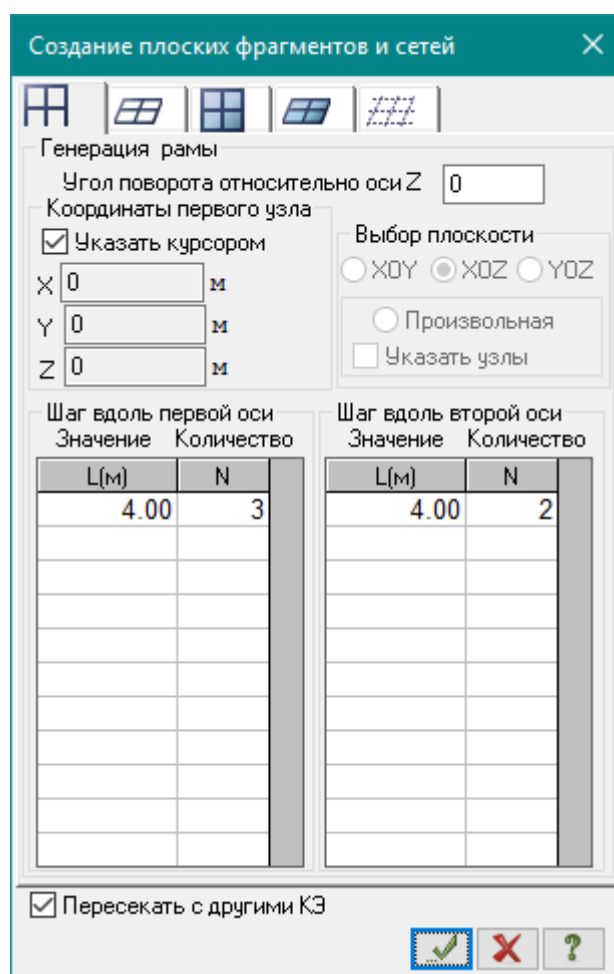 Создание плоских фрагментов и сетей
Генерация рамы
Угол поворота относительно оси Z 0
Координаты первого узла
Указать курсором
X 0 м
Y 0 м
Z 0 м
Выбор плоскости
XOY XOZ YOZ
Произвольная
Указать узлы
Шаг вдоль первой оси
Значение Количество
L(м) N
4.00 3
Шаг вдоль второй оси
Значение Количество
L(м) N
4.00 2
Пересекать с другими КЭ
?